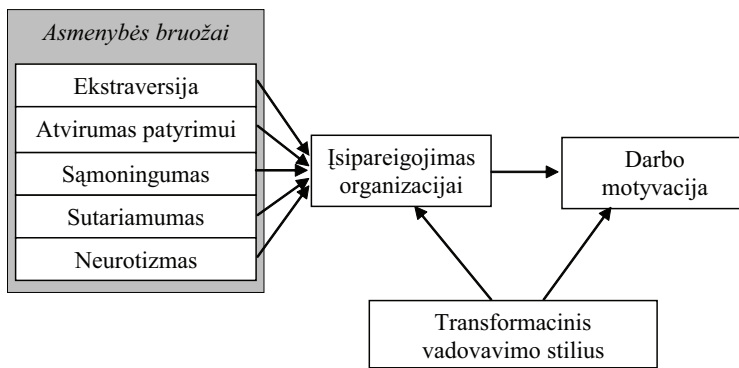 Asmenybės bruožai
Ekstraversija
Atvirumas patyrimui
Sąmoningumas
Sutariamumas
Neurotizmas
Įsipareigojimas
organizacijai
Darbo
motyvacija
Transformacinis
vadovavimo stilius